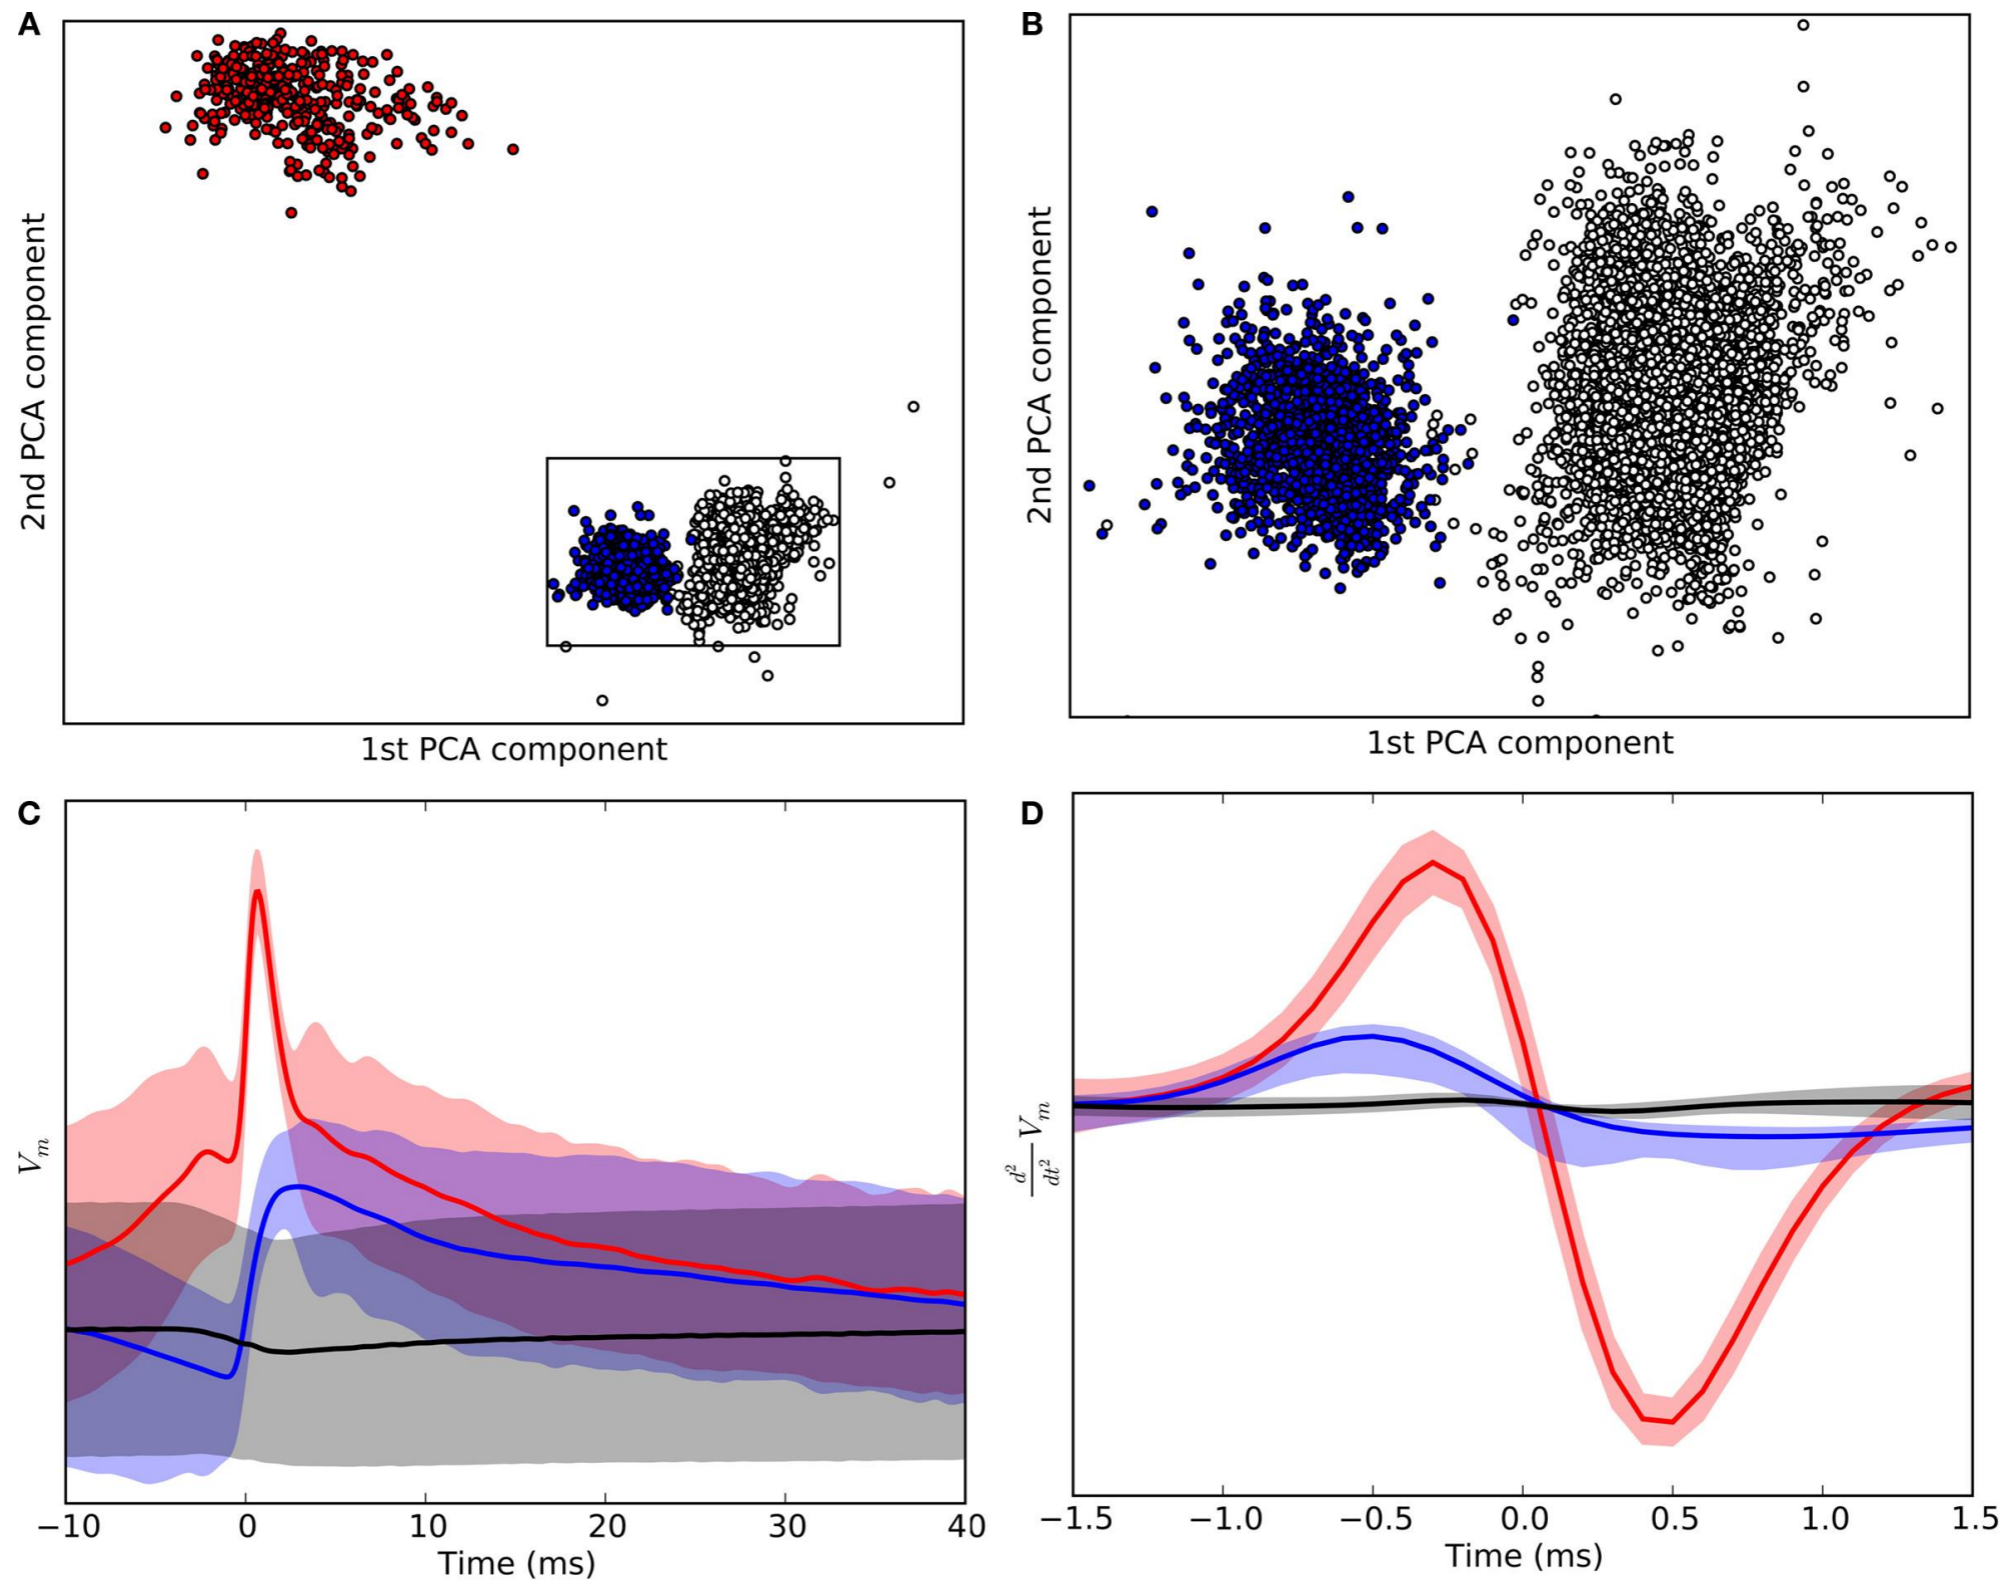 A
2nd PCA component
1st PCA component
B
2nd PCA component
1st PCA component
C
V_m
−10 0 10 20 30 40
Time (ms)
D
d²/dt² V_m
−1.5 −1.0 −0.5 0.0 0.5 1.0 1.5
Time (ms)